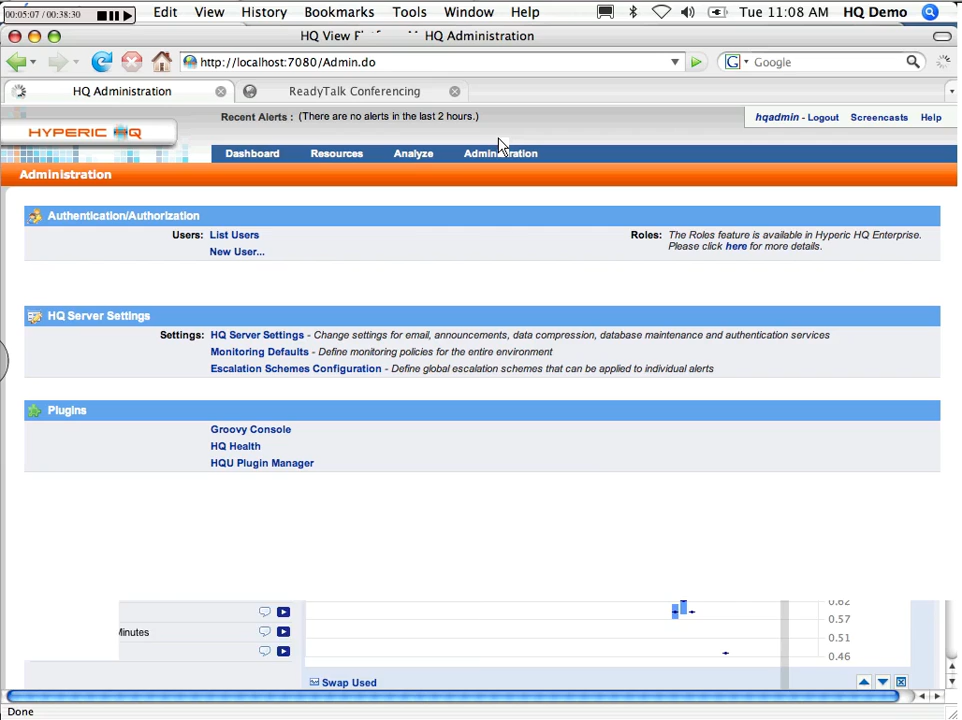 00:05:07 / 00:38:30 Edit View History Bookmarks Tools Window Help Tue 11:08 AM HQ Demo
HQ View HQ Administration
http://localhost:7080/Admin.do G Google
HQ Administration ReadyTalk Conferencing
Recent Alerts : (There are no alerts in the last 2 hours.) hqadmin - Logout Screencasts Help
HYPERIC HQ
Dashboard Resources Analyze Administration
Administration
Authentication/Authorization
Users: List Users Roles: The Roles feature is available in Hyperic HQ Enterprise.
Please click here for more details.
New User...
HQ Server Settings
Settings: HQ Server Settings - Change settings for email, announcements, data compression, database maintenance and authentication services
Monitoring Defaults - Define monitoring policies for the entire environment
Escalation Schemes Configuration - Define global escalation schemes that can be applied to individual alerts
Plugins
Groovy Console
HQ Health
HQU Plugin Manager
0.62
0.57
Minutes
0.51
0.46
Swap Used
Done